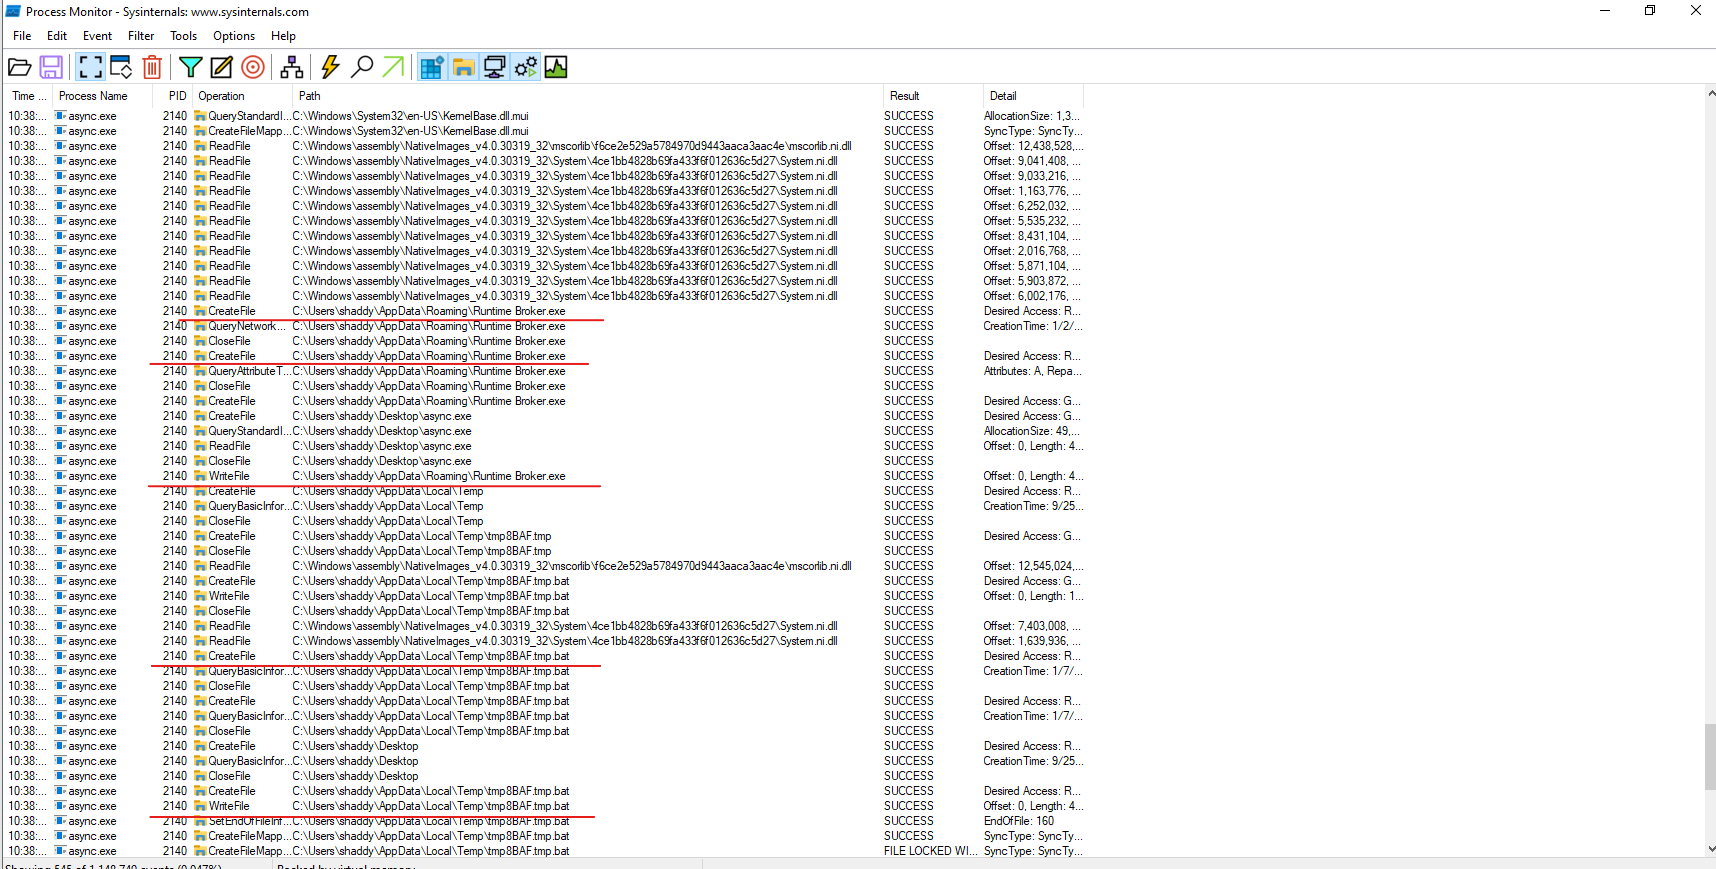 Process Monitor - Sysinternals: www.sysinternals.com
File Edit Event Filter Tools Options Help
Time ... Process Name PID Operation Path Result Detail
10:38:... async.exe 2140 QueryStandardI... C:\Windows\System32\en-US\KernelBase.dll.mui SUCCESS AllocationSize: 1,3...
10:38:... async.exe 2140 CreateFileMapp... C:\Windows\System32\en-US\KernelBase.dll.mui SUCCESS SyncType: SyncTy...
10:38:... async.exe 2140 ReadFile C:\Windows\assembly\NativeImages_v4.0.30319_32\mscorlib\f6ce2e529a5784970d9443aaca3aac4e\mscorlib.ni.dll SUCCESS Offset: 12,438,528,...
10:38:... async.exe 2140 ReadFile C:\Windows\assembly\NativeImages_v4.0.30319_32\System\4ce1bb4828b69fa433f6f012636c5d27\System.ni.dll SUCCESS Offset: 9,041,408, ...
10:38:... async.exe 2140 ReadFile C:\Windows\assembly\NativeImages_v4.0.30319_32\System\4ce1bb4828b69fa433f6f012636c5d27\System.ni.dll SUCCESS Offset: 9,033,216, ...
10:38:... async.exe 2140 ReadFile C:\Windows\assembly\NativeImages_v4.0.30319_32\System\4ce1bb4828b69fa433f6f012636c5d27\System.ni.dll SUCCESS Offset: 1,163,776, ...
10:38:... async.exe 2140 ReadFile C:\Windows\assembly\NativeImages_v4.0.30319_32\System\4ce1bb4828b69fa433f6f012636c5d27\System.ni.dll SUCCESS Offset: 6,252,032, ...
10:38:... async.exe 2140 ReadFile C:\Windows\assembly\NativeImages_v4.0.30319_32\System\4ce1bb4828b69fa433f6f012636c5d27\System.ni.dll SUCCESS Offset: 5,535,232, ...
10:38:... async.exe 2140 ReadFile C:\Windows\assembly\NativeImages_v4.0.30319_32\System\4ce1bb4828b69fa433f6f012636c5d27\System.ni.dll SUCCESS Offset: 8,431,104, ...
10:38:... async.exe 2140 ReadFile C:\Windows\assembly\NativeImages_v4.0.30319_32\System\4ce1bb4828b69fa433f6f012636c5d27\System.ni.dll SUCCESS Offset: 2,016,768, ...
10:38:... async.exe 2140 ReadFile C:\Windows\assembly\NativeImages_v4.0.30319_32\System\4ce1bb4828b69fa433f6f012636c5d27\System.ni.dll SUCCESS Offset: 5,871,104, ...
10:38:... async.exe 2140 ReadFile C:\Windows\assembly\NativeImages_v4.0.30319_32\System\4ce1bb4828b69fa433f6f012636c5d27\System.ni.dll SUCCESS Offset: 5,903,872, ...
10:38:... async.exe 2140 ReadFile C:\Windows\assembly\NativeImages_v4.0.30319_32\System\4ce1bb4828b69fa433f6f012636c5d27\System.ni.dll SUCCESS Offset: 6,002,176, ...
10:38:... async.exe 2140 CreateFile C:\Users\shaddy\AppData\Roaming\Runtime Broker.exe SUCCESS Desired Access: R...
10:38:... async.exe 2140 QueryNetwork... C:\Users\shaddy\AppData\Roaming\Runtime Broker.exe SUCCESS CreationTime: 1/2/...
10:38:... async.exe 2140 CloseFile C:\Users\shaddy\AppData\Roaming\Runtime Broker.exe SUCCESS
10:38:... async.exe 2140 CreateFile C:\Users\shaddy\AppData\Roaming\Runtime Broker.exe SUCCESS Desired Access: R...
10:38:... async.exe 2140 QueryAttributeT... C:\Users\shaddy\AppData\Roaming\Runtime Broker.exe SUCCESS Attributes: A, Repa...
10:38:... async.exe 2140 CloseFile C:\Users\shaddy\AppData\Roaming\Runtime Broker.exe SUCCESS
10:38:... async.exe 2140 CreateFile C:\Users\shaddy\AppData\Roaming\Runtime Broker.exe SUCCESS Desired Access: G...
10:38:... async.exe 2140 CreateFile C:\Users\shaddy\Desktop\async.exe SUCCESS Desired Access: G...
10:38:... async.exe 2140 QueryStandardI... C:\Users\shaddy\Desktop\async.exe SUCCESS AllocationSize: 49,...
10:38:... async.exe 2140 ReadFile C:\Users\shaddy\Desktop\async.exe SUCCESS Offset: 0, Length: 4...
10:38:... async.exe 2140 CloseFile C:\Users\shaddy\Desktop\async.exe SUCCESS
10:38:... async.exe 2140 WriteFile C:\Users\shaddy\AppData\Roaming\Runtime Broker.exe SUCCESS Offset: 0, Length: 4...
10:38:... async.exe 2140 CreateFile C:\Users\shaddy\AppData\Local\Temp SUCCESS Desired Access: R...
10:38:... async.exe 2140 QueryBasicInfor... C:\Users\shaddy\AppData\Local\Temp SUCCESS CreationTime: 9/25...
10:38:... async.exe 2140 CloseFile C:\Users\shaddy\AppData\Local\Temp SUCCESS
10:38:... async.exe 2140 CreateFile C:\Users\shaddy\AppData\Local\Temp\tmp8BAF.tmp SUCCESS Desired Access: G...
10:38:... async.exe 2140 CloseFile C:\Users\shaddy\AppData\Local\Temp\tmp8BAF.tmp SUCCESS
10:38:... async.exe 2140 ReadFile C:\Windows\assembly\NativeImages_v4.0.30319_32\mscorlib\f6ce2e529a5784970d9443aaca3aac4e\mscorlib.ni.dll SUCCESS Offset: 12,545,024,...
10:38:... async.exe 2140 CreateFile C:\Users\shaddy\AppData\Local\Temp\tmp8BAF.tmp.bat SUCCESS Desired Access: G...
10:38:... async.exe 2140 WriteFile C:\Users\shaddy\AppData\Local\Temp\tmp8BAF.tmp.bat SUCCESS Offset: 0, Length: 1...
10:38:... async.exe 2140 CloseFile C:\Users\shaddy\AppData\Local\Temp\tmp8BAF.tmp.bat SUCCESS
10:38:... async.exe 2140 ReadFile C:\Windows\assembly\NativeImages_v4.0.30319_32\System\4ce1bb4828b69fa433f6f012636c5d27\System.ni.dll SUCCESS Offset: 7,403,008, ...
10:38:... async.exe 2140 ReadFile C:\Windows\assembly\NativeImages_v4.0.30319_32\System\4ce1bb4828b69fa433f6f012636c5d27\System.ni.dll SUCCESS Offset: 1,639,936, ...
10:38:... async.exe 2140 CreateFile C:\Users\shaddy\AppData\Local\Temp\tmp8BAF.tmp.bat SUCCESS Desired Access: R...
10:38:... async.exe 2140 QueryBasicInfor... C:\Users\shaddy\AppData\Local\Temp\tmp8BAF.tmp.bat SUCCESS CreationTime: 1/7/...
10:38:... async.exe 2140 CloseFile C:\Users\shaddy\AppData\Local\Temp\tmp8BAF.tmp.bat SUCCESS
10:38:... async.exe 2140 CreateFile C:\Users\shaddy\AppData\Local\Temp\tmp8BAF.tmp.bat SUCCESS Desired Access: R...
10:38:... async.exe 2140 QueryBasicInfor... C:\Users\shaddy\AppData\Local\Temp\tmp8BAF.tmp.bat SUCCESS CreationTime: 1/7/...
10:38:... async.exe 2140 CloseFile C:\Users\shaddy\AppData\Local\Temp\tmp8BAF.tmp.bat SUCCESS
10:38:... async.exe 2140 CreateFile C:\Users\shaddy\Desktop SUCCESS Desired Access: R...
10:38:... async.exe 2140 QueryBasicInfor... C:\Users\shaddy\Desktop SUCCESS CreationTime: 9/25...
10:38:... async.exe 2140 CloseFile C:\Users\shaddy\Desktop SUCCESS
10:38:... async.exe 2140 CreateFile C:\Users\shaddy\AppData\Local\Temp\tmp8BAF.tmp.bat SUCCESS Desired Access: R...
10:38:... async.exe 2140 WriteFile C:\Users\shaddy\AppData\Local\Temp\tmp8BAF.tmp.bat SUCCESS Offset: 0, Length: 4...
10:38:... async.exe 2140 SetEndOfFileInf... C:\Users\shaddy\AppData\Local\Temp\tmp8BAF.tmp.bat SUCCESS EndOfFile: 160
10:38:... async.exe 2140 CreateFileMapp... C:\Users\shaddy\AppData\Local\Temp\tmp8BAF.tmp.bat SUCCESS SyncType: SyncTy...
10:38:... async.exe 2140 CreateFileMapp... C:\Users\shaddy\AppData\Local\Temp\tmp8BAF.tmp.bat FILE LOCKED WI... SyncType: SyncTy...
Showing 545 of 1,148,749 events (0.047%) Backed by virtual memory